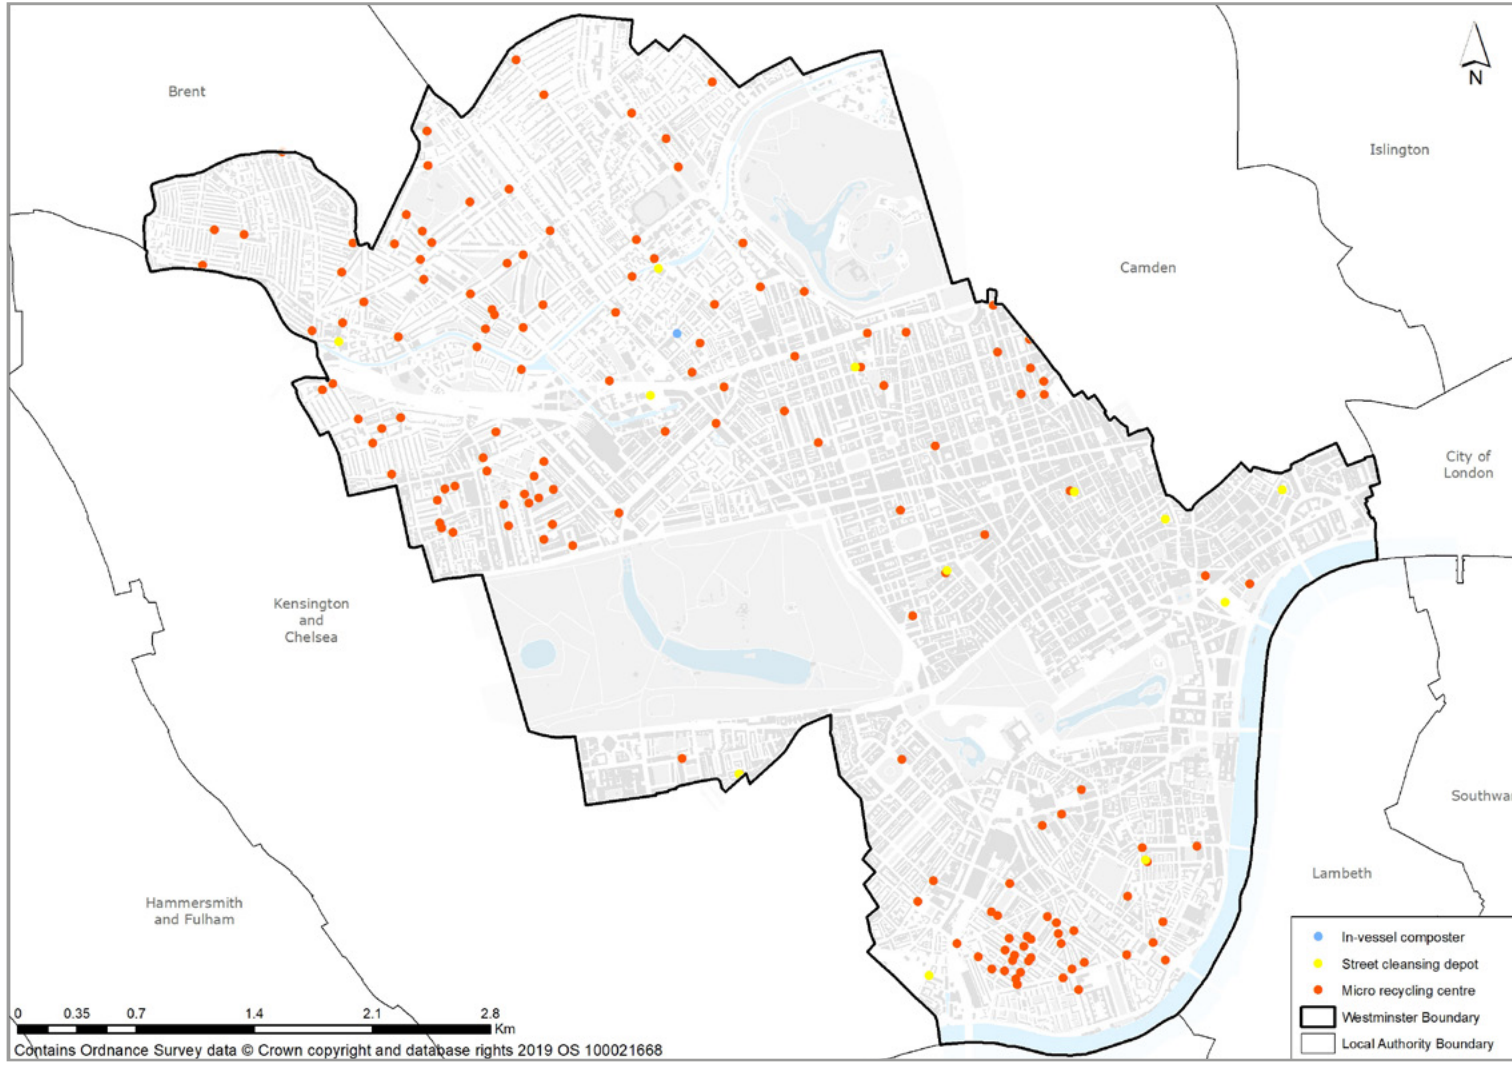 Brent
N
Islington
Camden
City of
London
Kensington
and
Chelsea
Southwa
Hammersmith
and Fulham
Lambeth
In-vessel composter
Street cleansing depot
Micro recycling centre
Westminster Boundary
Local Authority Boundary
0 0.35 0.7 1.4 2.1 2.8
Km
Contains Ordnance Survey data © Crown copyright and database rights 2019 OS 100021668